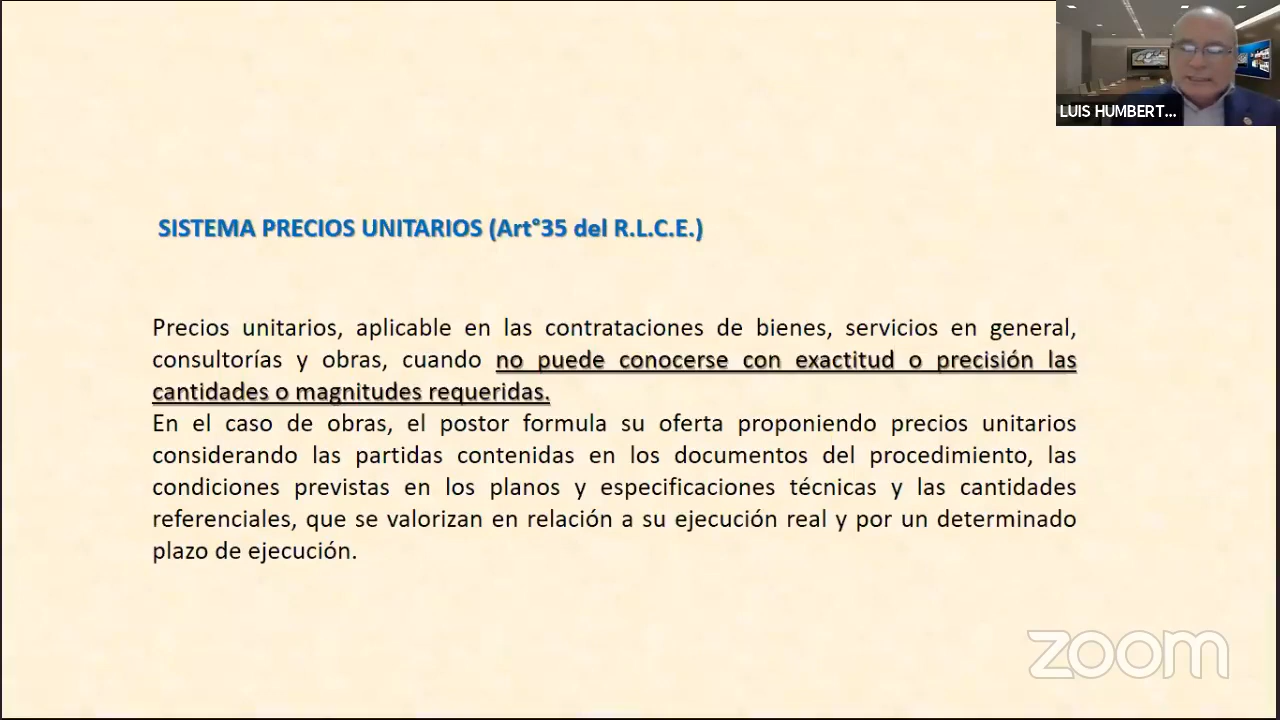 LUIS HUMBERT...
SISTEMA PRECIOS UNITARIOS (Art°35 del R.L.C.E.)
Precios unitarios, aplicable en las contrataciones de bienes, servicios en general,
consultorías y obras, cuando no puede conocerse con exactitud o precisión las
cantidades o magnitudes requeridas.
En el caso de obras, el postor formula su oferta proponiendo precios unitarios
considerando las partidas contenidas en los documentos del procedimiento, las
condiciones previstas en los planos y especificaciones técnicas y las cantidades
referenciales, que se valorizan en relación a su ejecución real y por un determinado
plazo de ejecución.
zoom